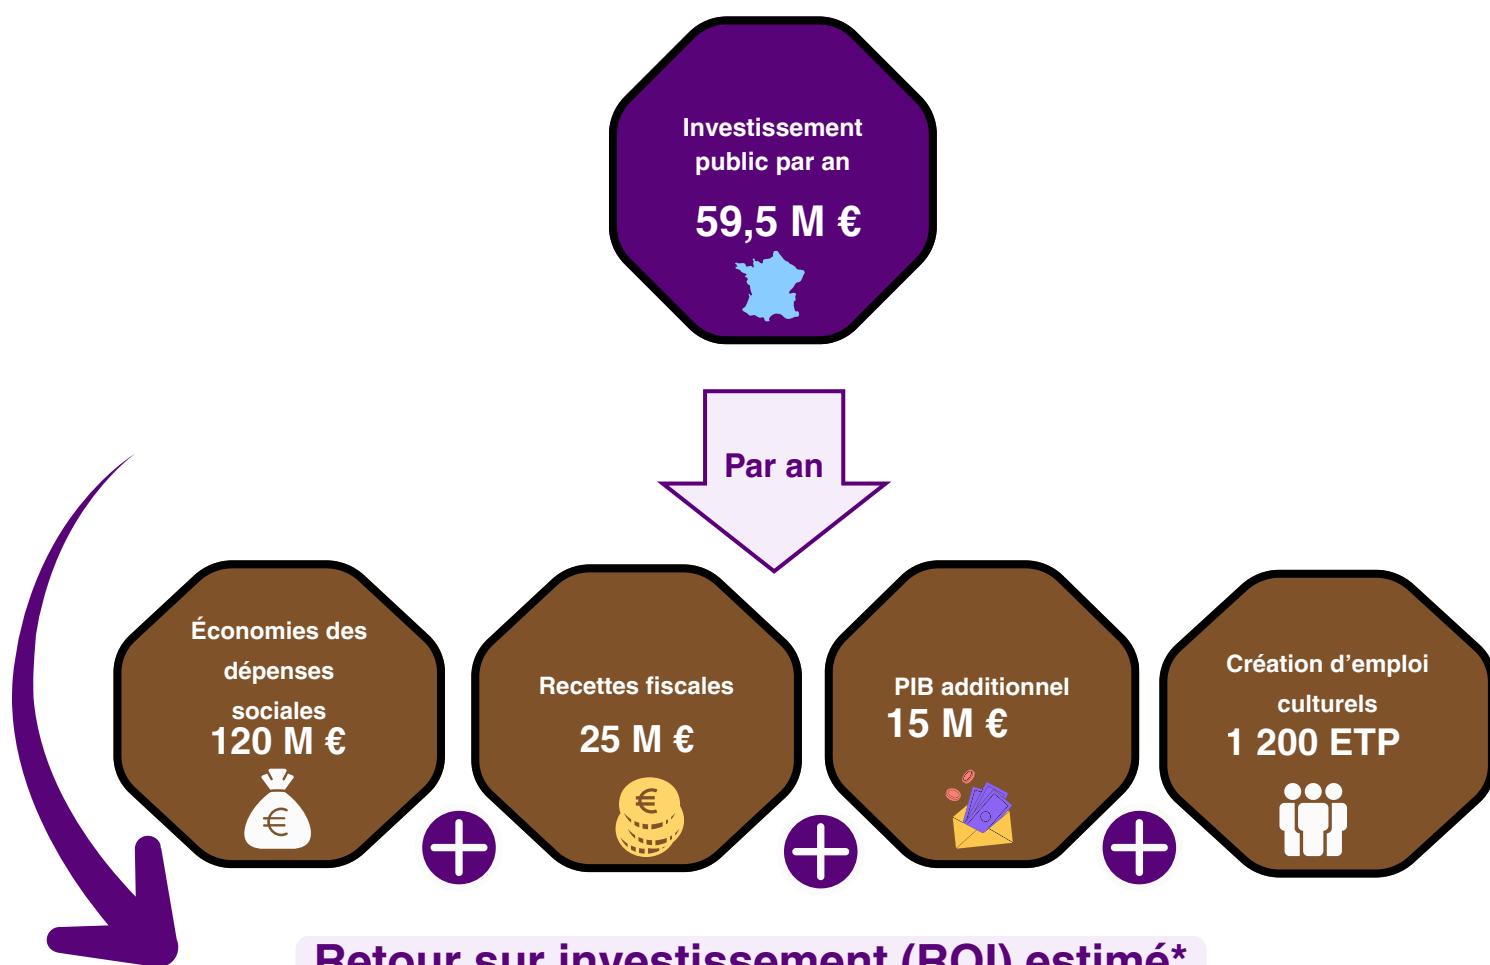 Investissement
public par an
59,5 M €
Par an
Économies des
dépenses
sociales
120 M €
Recettes fiscales
25 M €
PIB additionnel
15 M €
Création d’emploi
culturels
1 200 ETP
Retour sur investissement (ROI) estimé*